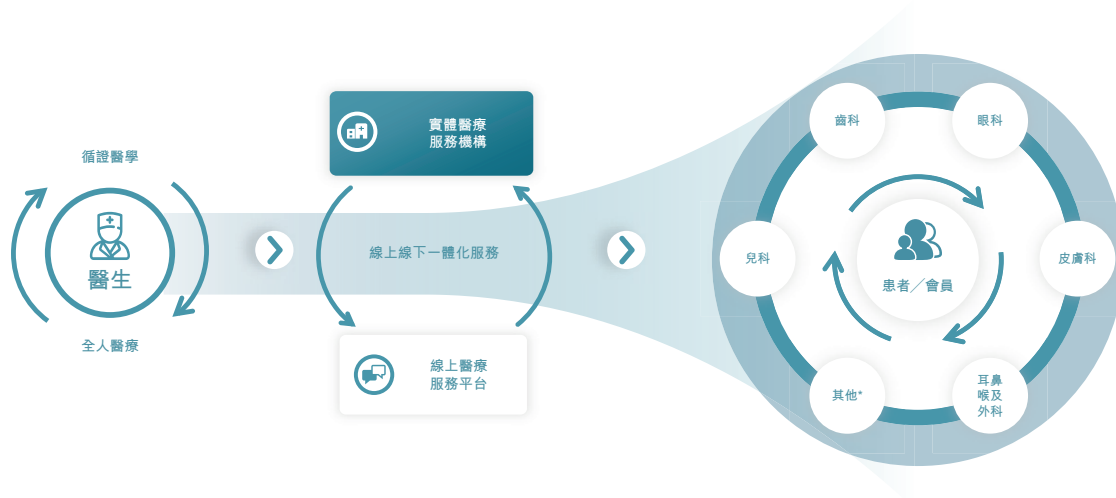 循證醫學
醫生
全人醫療
實體醫療
服務機構
線上線下一體化服務
線上醫療
服務平台
齒科
眼科
兒科
皮膚科
患者／會員
其他*
耳鼻
喉及
外科